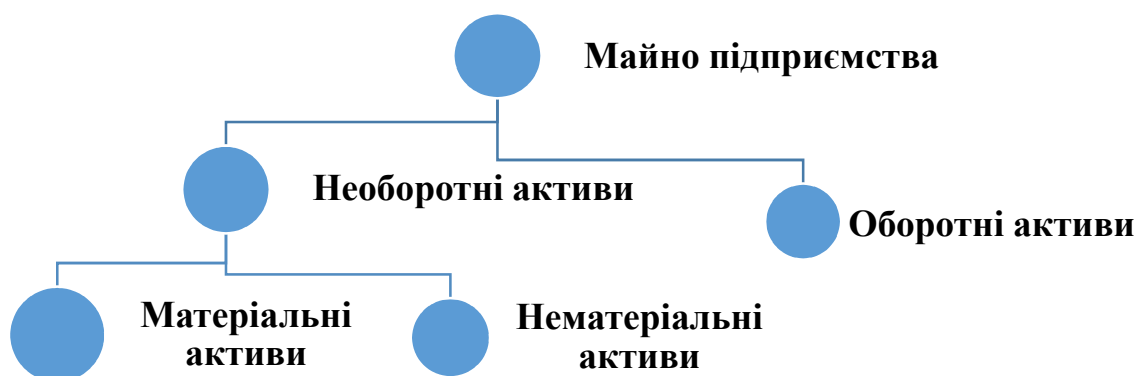 Майно підприємства
Необоротні активи
Оборотні активи
Матеріальні
активи
Нематеріальні
активи